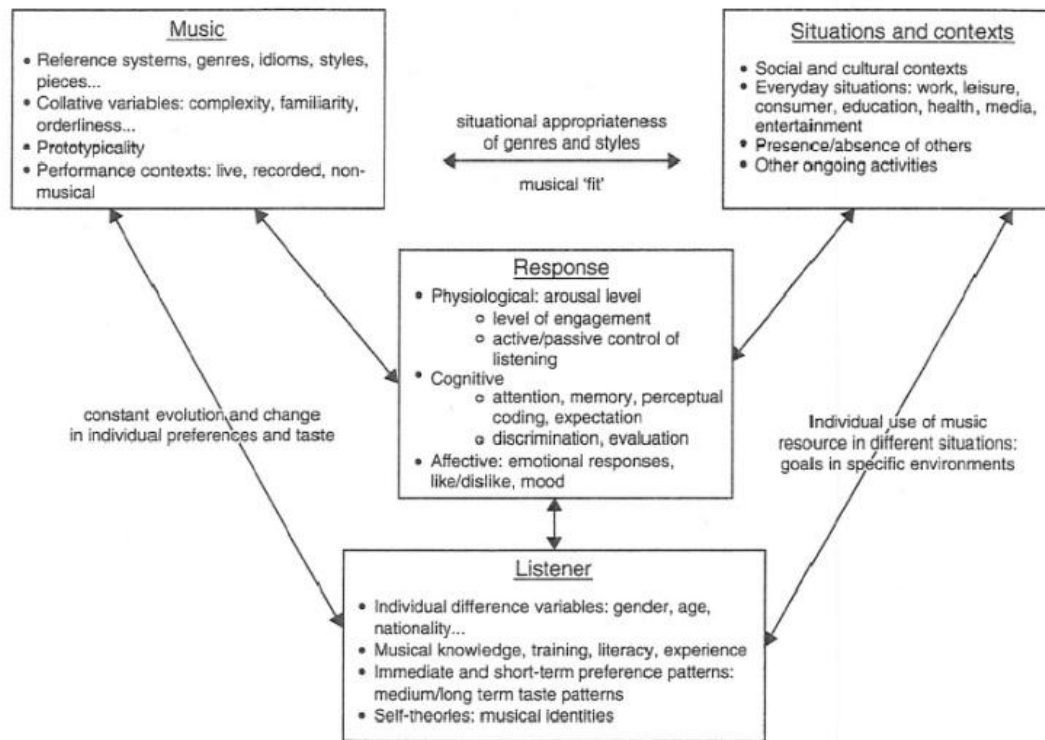 Music
• Reference systems, genres, idioms, styles,
pieces...
• Collative variables: complexity, familiarity,
orderliness...
• Prototypicality
• Performance contexts: live, recorded, non-
musical
situational appropriateness
of genres and styles
musical 'fit'
Situations and contexts
• Social and cultural contexts
• Everyday situations: work, leisure,
consumer, education, health, media,
entertainment
• Presence/absence of others
• Other ongoing activities
Response
• Physiological: arousal level
o level of engagement
o active/passive control of
listening
• Cognitive
o attention, memory, perceptual
coding, expectation
o discrimination, evaluation
• Affective: emotional responses,
like/dislike, mood
constant evolution and change
in individual preferences and taste
Individual use of music
resource in different situations:
goals in specific environments
Listener
• Individual difference variables: gender, age,
nationality...
• Musical knowledge, training, literacy, experience
• Immediate and short-term preference patterns:
medium/long term taste patterns
• Self-theories: musical identities